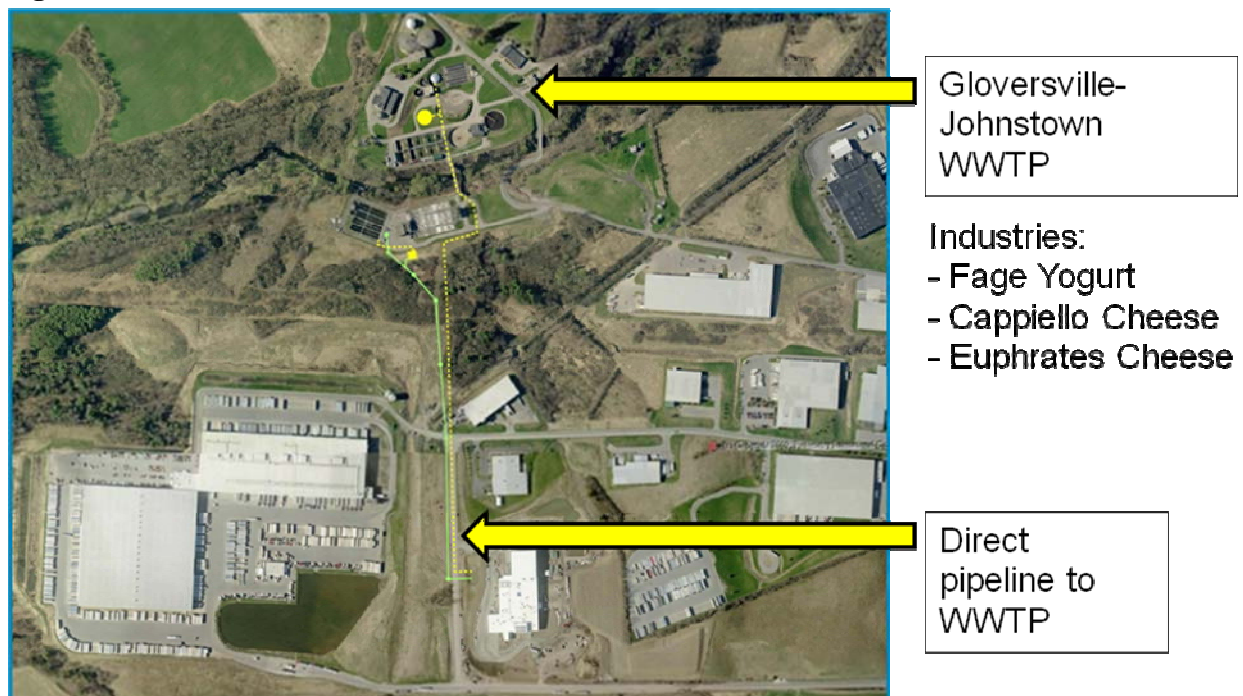 Gloversville-
Johnstown
WWTP
Industries:
- Fage Yogurt
- Cappiello Cheese
- Euphrates Cheese
Direct
pipeline to
WWTP